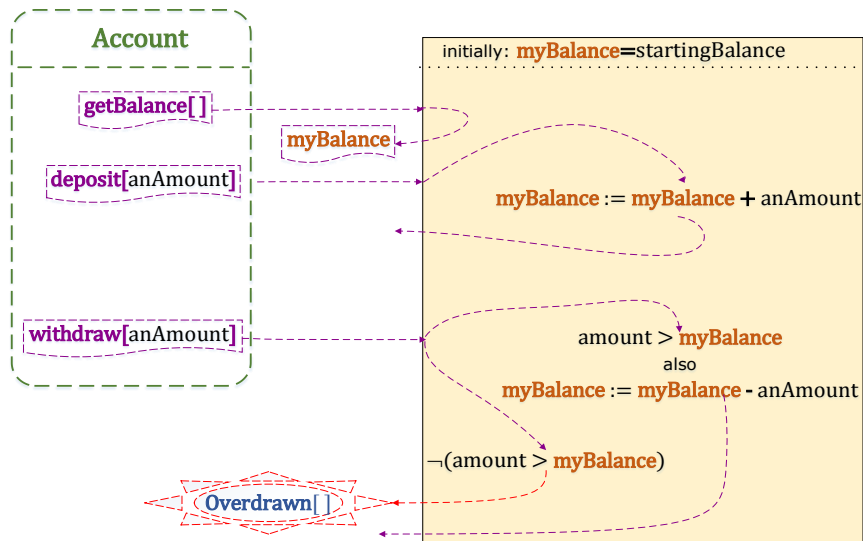 Account
initially: myBalance=startingBalance
getBalance[ ]
myBalance
deposit[anAmount]
myBalance := myBalance + anAmount
withdraw[anAmount]
amount > myBalance
also
myBalance := myBalance - anAmount
¬(amount > myBalance)
Overdrawn[ ]